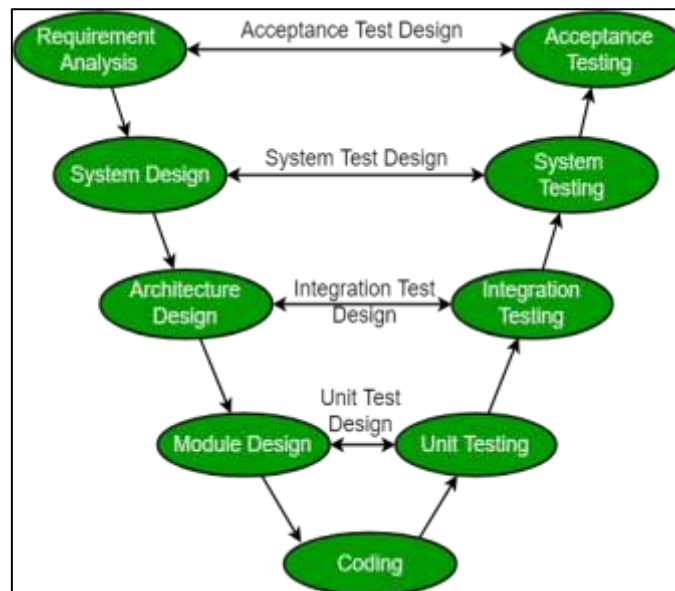 Requirement
Analysis
Acceptance Test Design
Acceptance
Testing
System Design
System Test Design
System
Testing
Architecture
Design
Integration Test
Design
Integration
Testing
Module Design
Unit Test
Design
Unit Testing
Coding